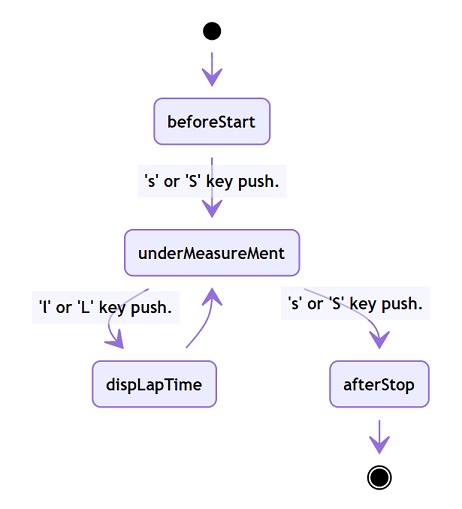 beforeStart
's' or 'S' key push.
underMeasureMent
'l' or 'L' key push.
's' or 'S' key push.
dispLapTime
afterStop